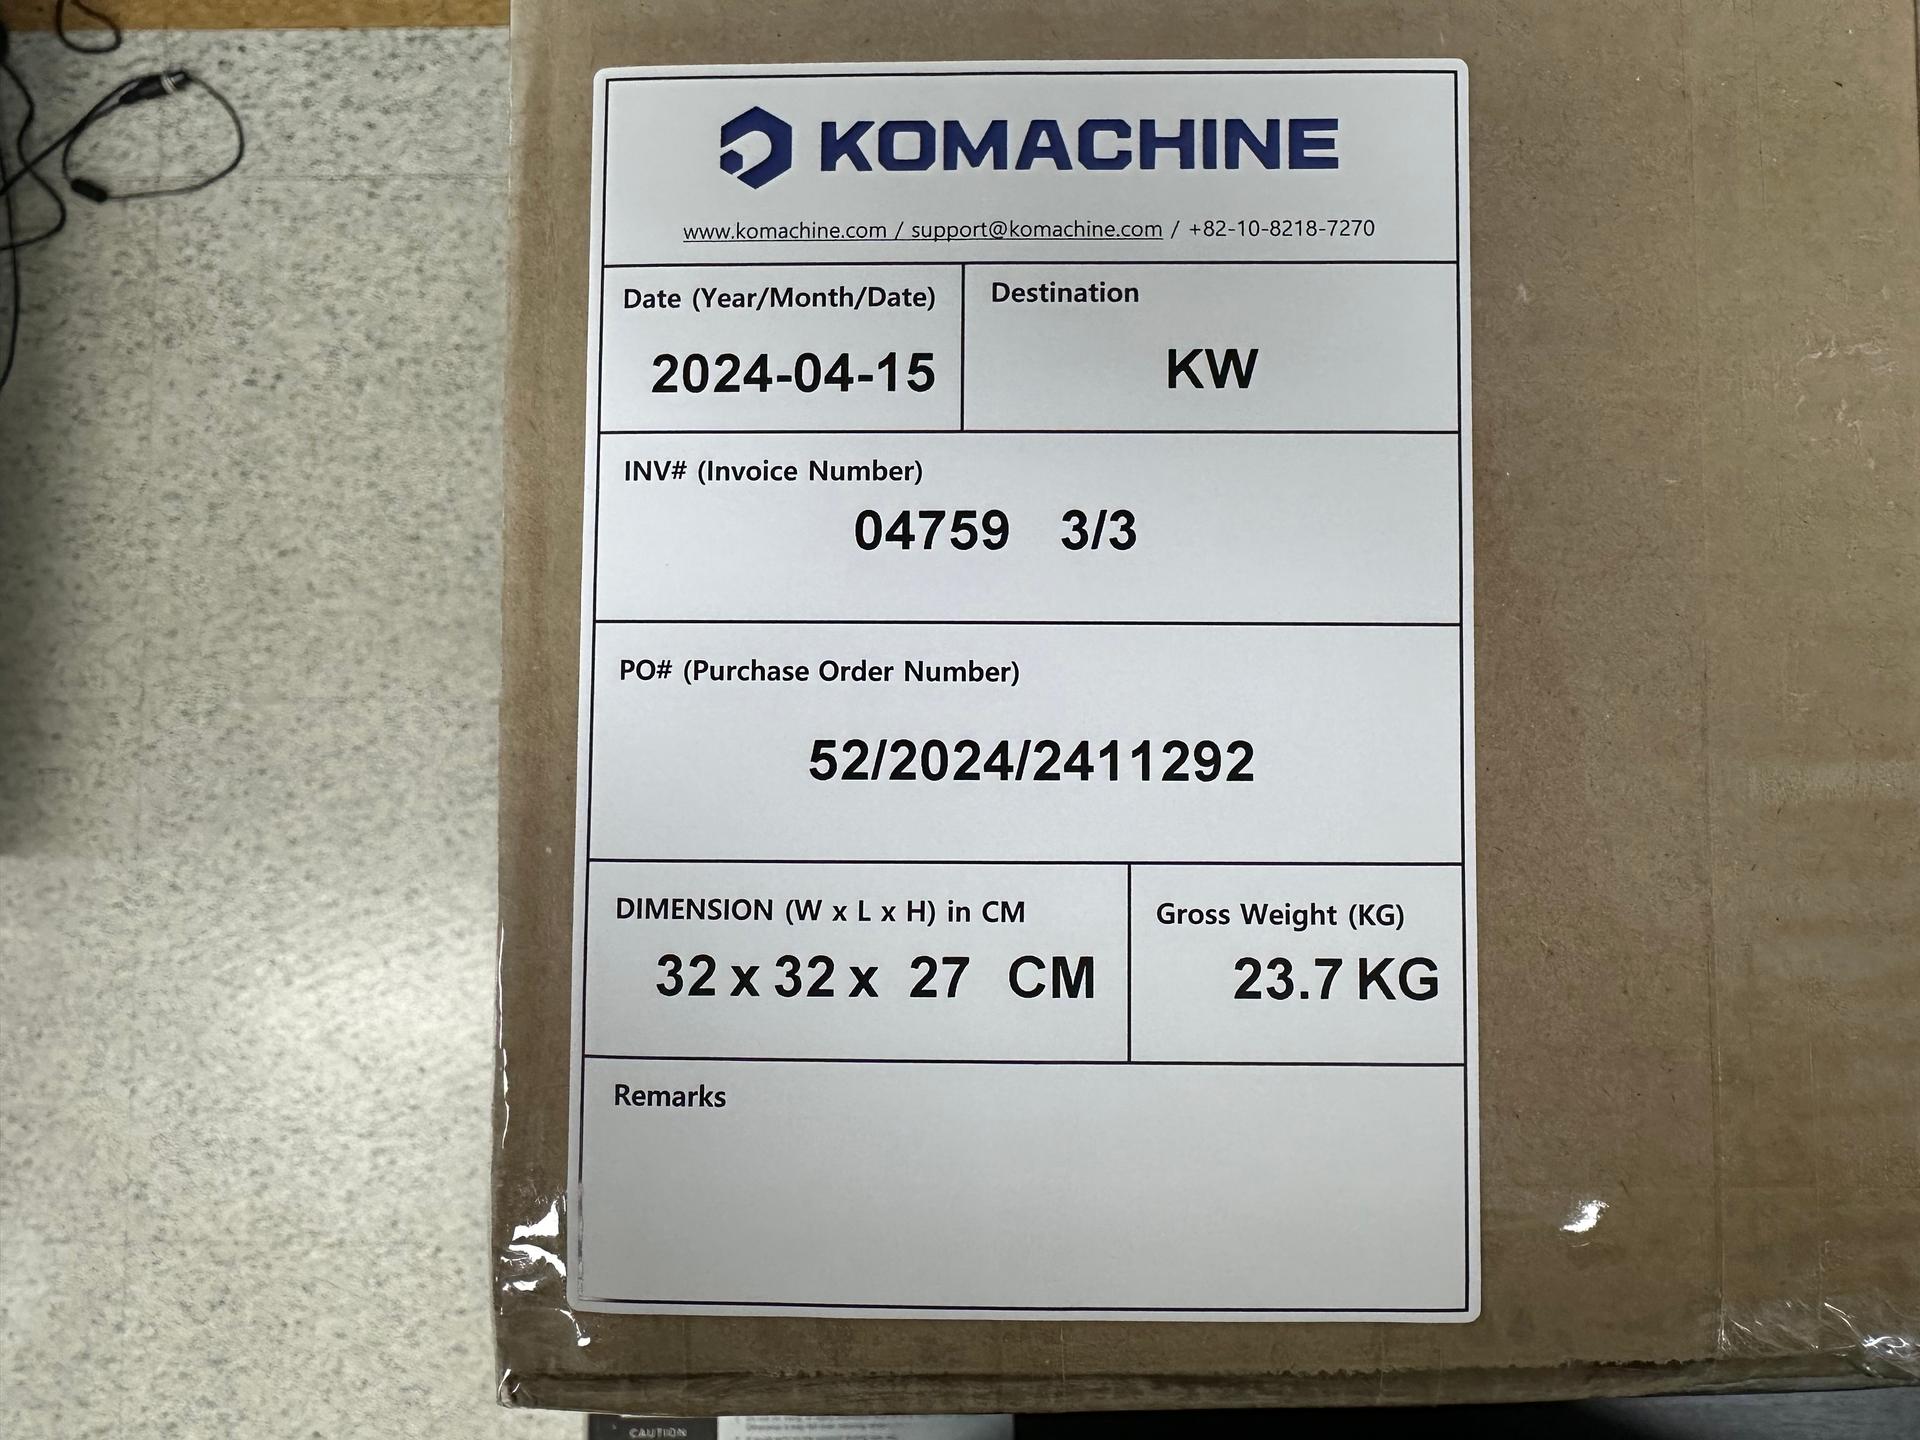 KOMACHINE
www.komachine.com / support@komachine.com / +82-10-8218-7270
Date (Year/Month/Date)
2024-04-15
Destination
KW
INV# (Invoice Number)
04759 3/3
PO# (Purchase Order Number)
52/2024/2411292
DIMENSION (W x L x H) in CM
32 x 32 x 27 CM
Gross Weight (KG)
23.7 KG
Remarks
CAUTION